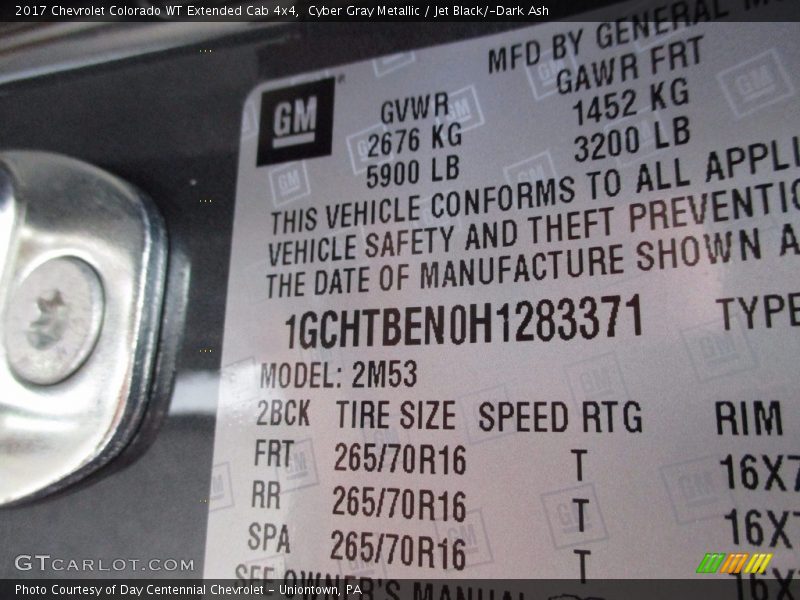 2017 Chevrolet Colorado WT Extended Cab 4x4, Cyber Gray Metallic / Jet Black/-Dark Ash
MFD BY GENERAL
GM
GVWR GAWR FRT
2676 KG 1452 KG
5900 LB 3200 LB
THIS VEHICLE CONFORMS TO ALL APPLI
VEHICLE SAFETY AND THEFT PREVENTIO
THE DATE OF MANUFACTURE SHOWN A
1GCHTBEN0H1283371 TYPE
MODEL: 2M53
2BCK TIRE SIZE SPEED RTG RIM
FRT 265/70R16 T 16X7
RR 265/70R16 T 16X7
SPA 265/70R16 T 16X
SEE OWNER'S MANUAL
GTCARLOT.COM
Photo Courtesy of Day Centennial Chevrolet - Uniontown, PA